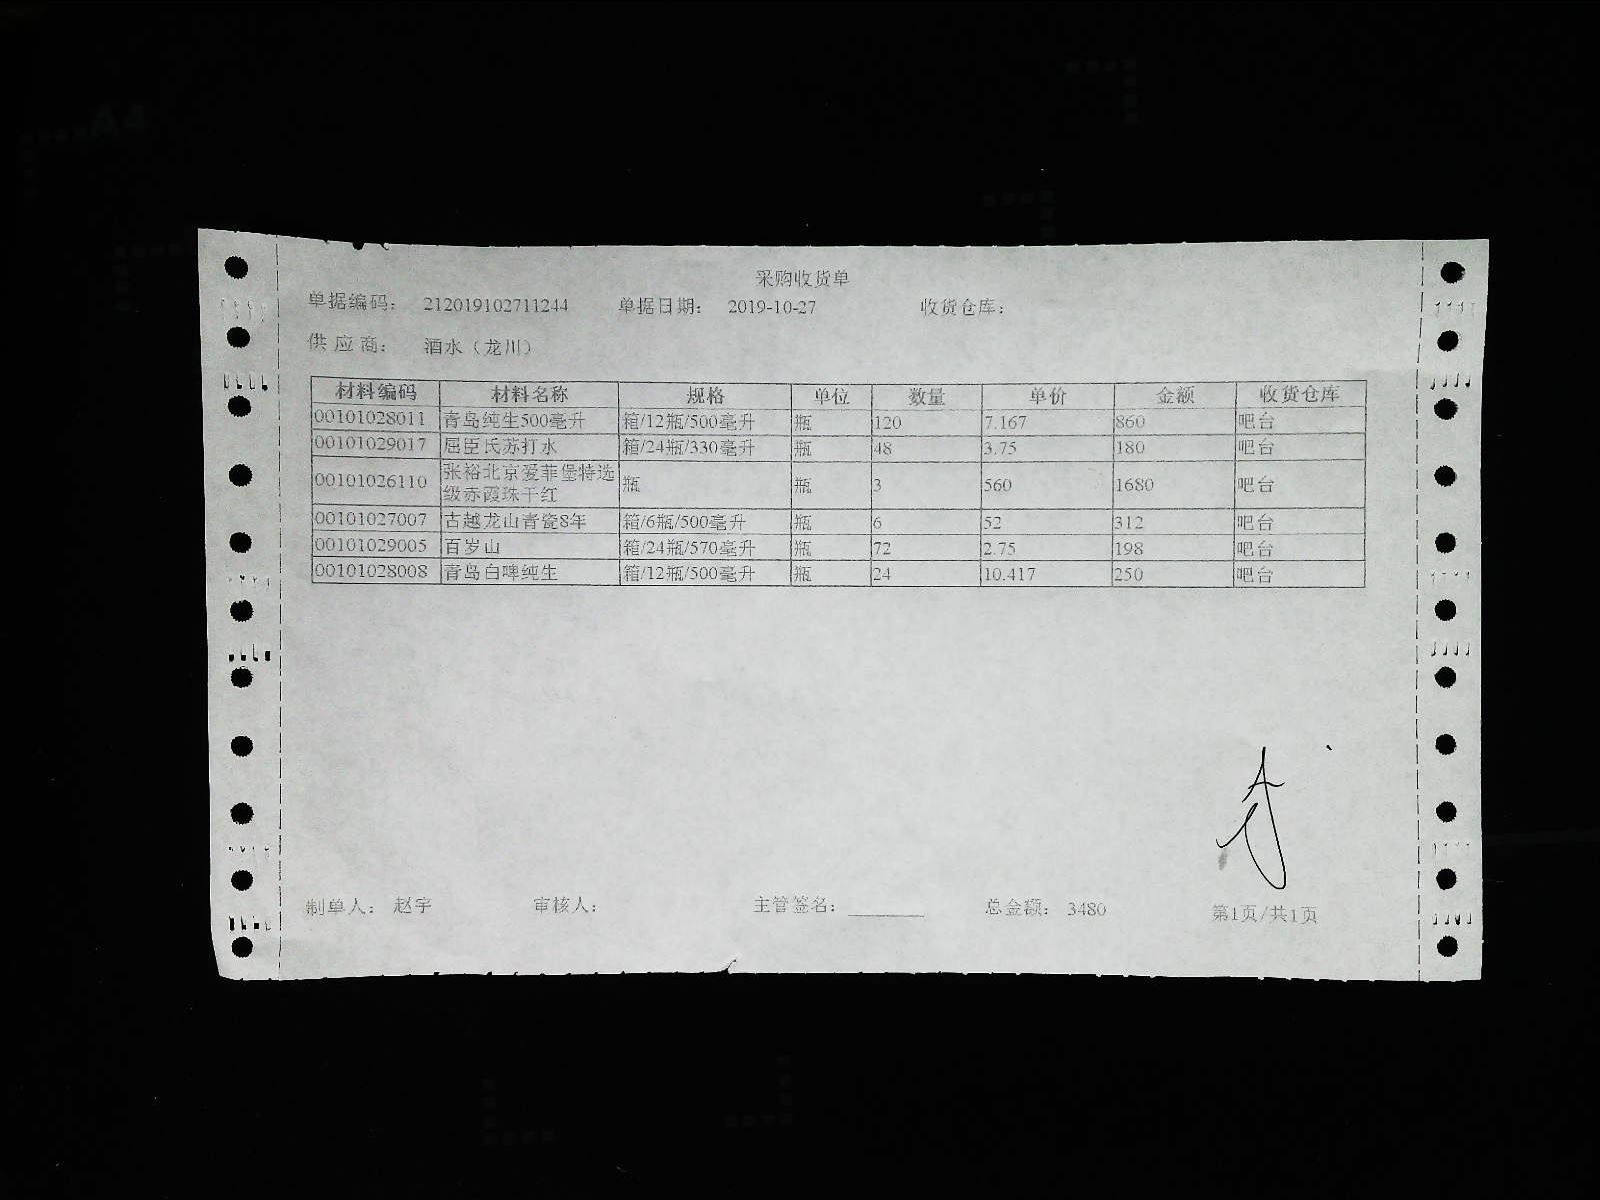 采购收货单
单据编码： 212019102711244 单据日期： 2019-10-27 收货仓库：
供应商： 酒水（龙川）
材料编码 材料名称 规格 单位 数量 单价 金额 收货仓库
00101028011 青岛纯生500毫升 箱/12瓶/500毫升 瓶 120 7.167 860 吧台
00101029017 屈臣氏苏打水 箱/24瓶/330毫升 瓶 48 3.75 180 吧台
00101026110 张裕北京爱菲堡特选级赤霞珠干红 瓶 瓶 3 560 1680 吧台
00101027007 古越龙山青瓷8年 箱/6瓶/500毫升 瓶 6 52 312 吧台
00101029005 百岁山 箱/24瓶/570毫升 瓶 72 2.75 198 吧台
00101028008 青岛白啤纯生 箱/12瓶/500毫升 瓶 24 10.417 250 吧台
制单人： 赵宇 审核人： 主管签名： 总金额： 3480 第1页/共1页